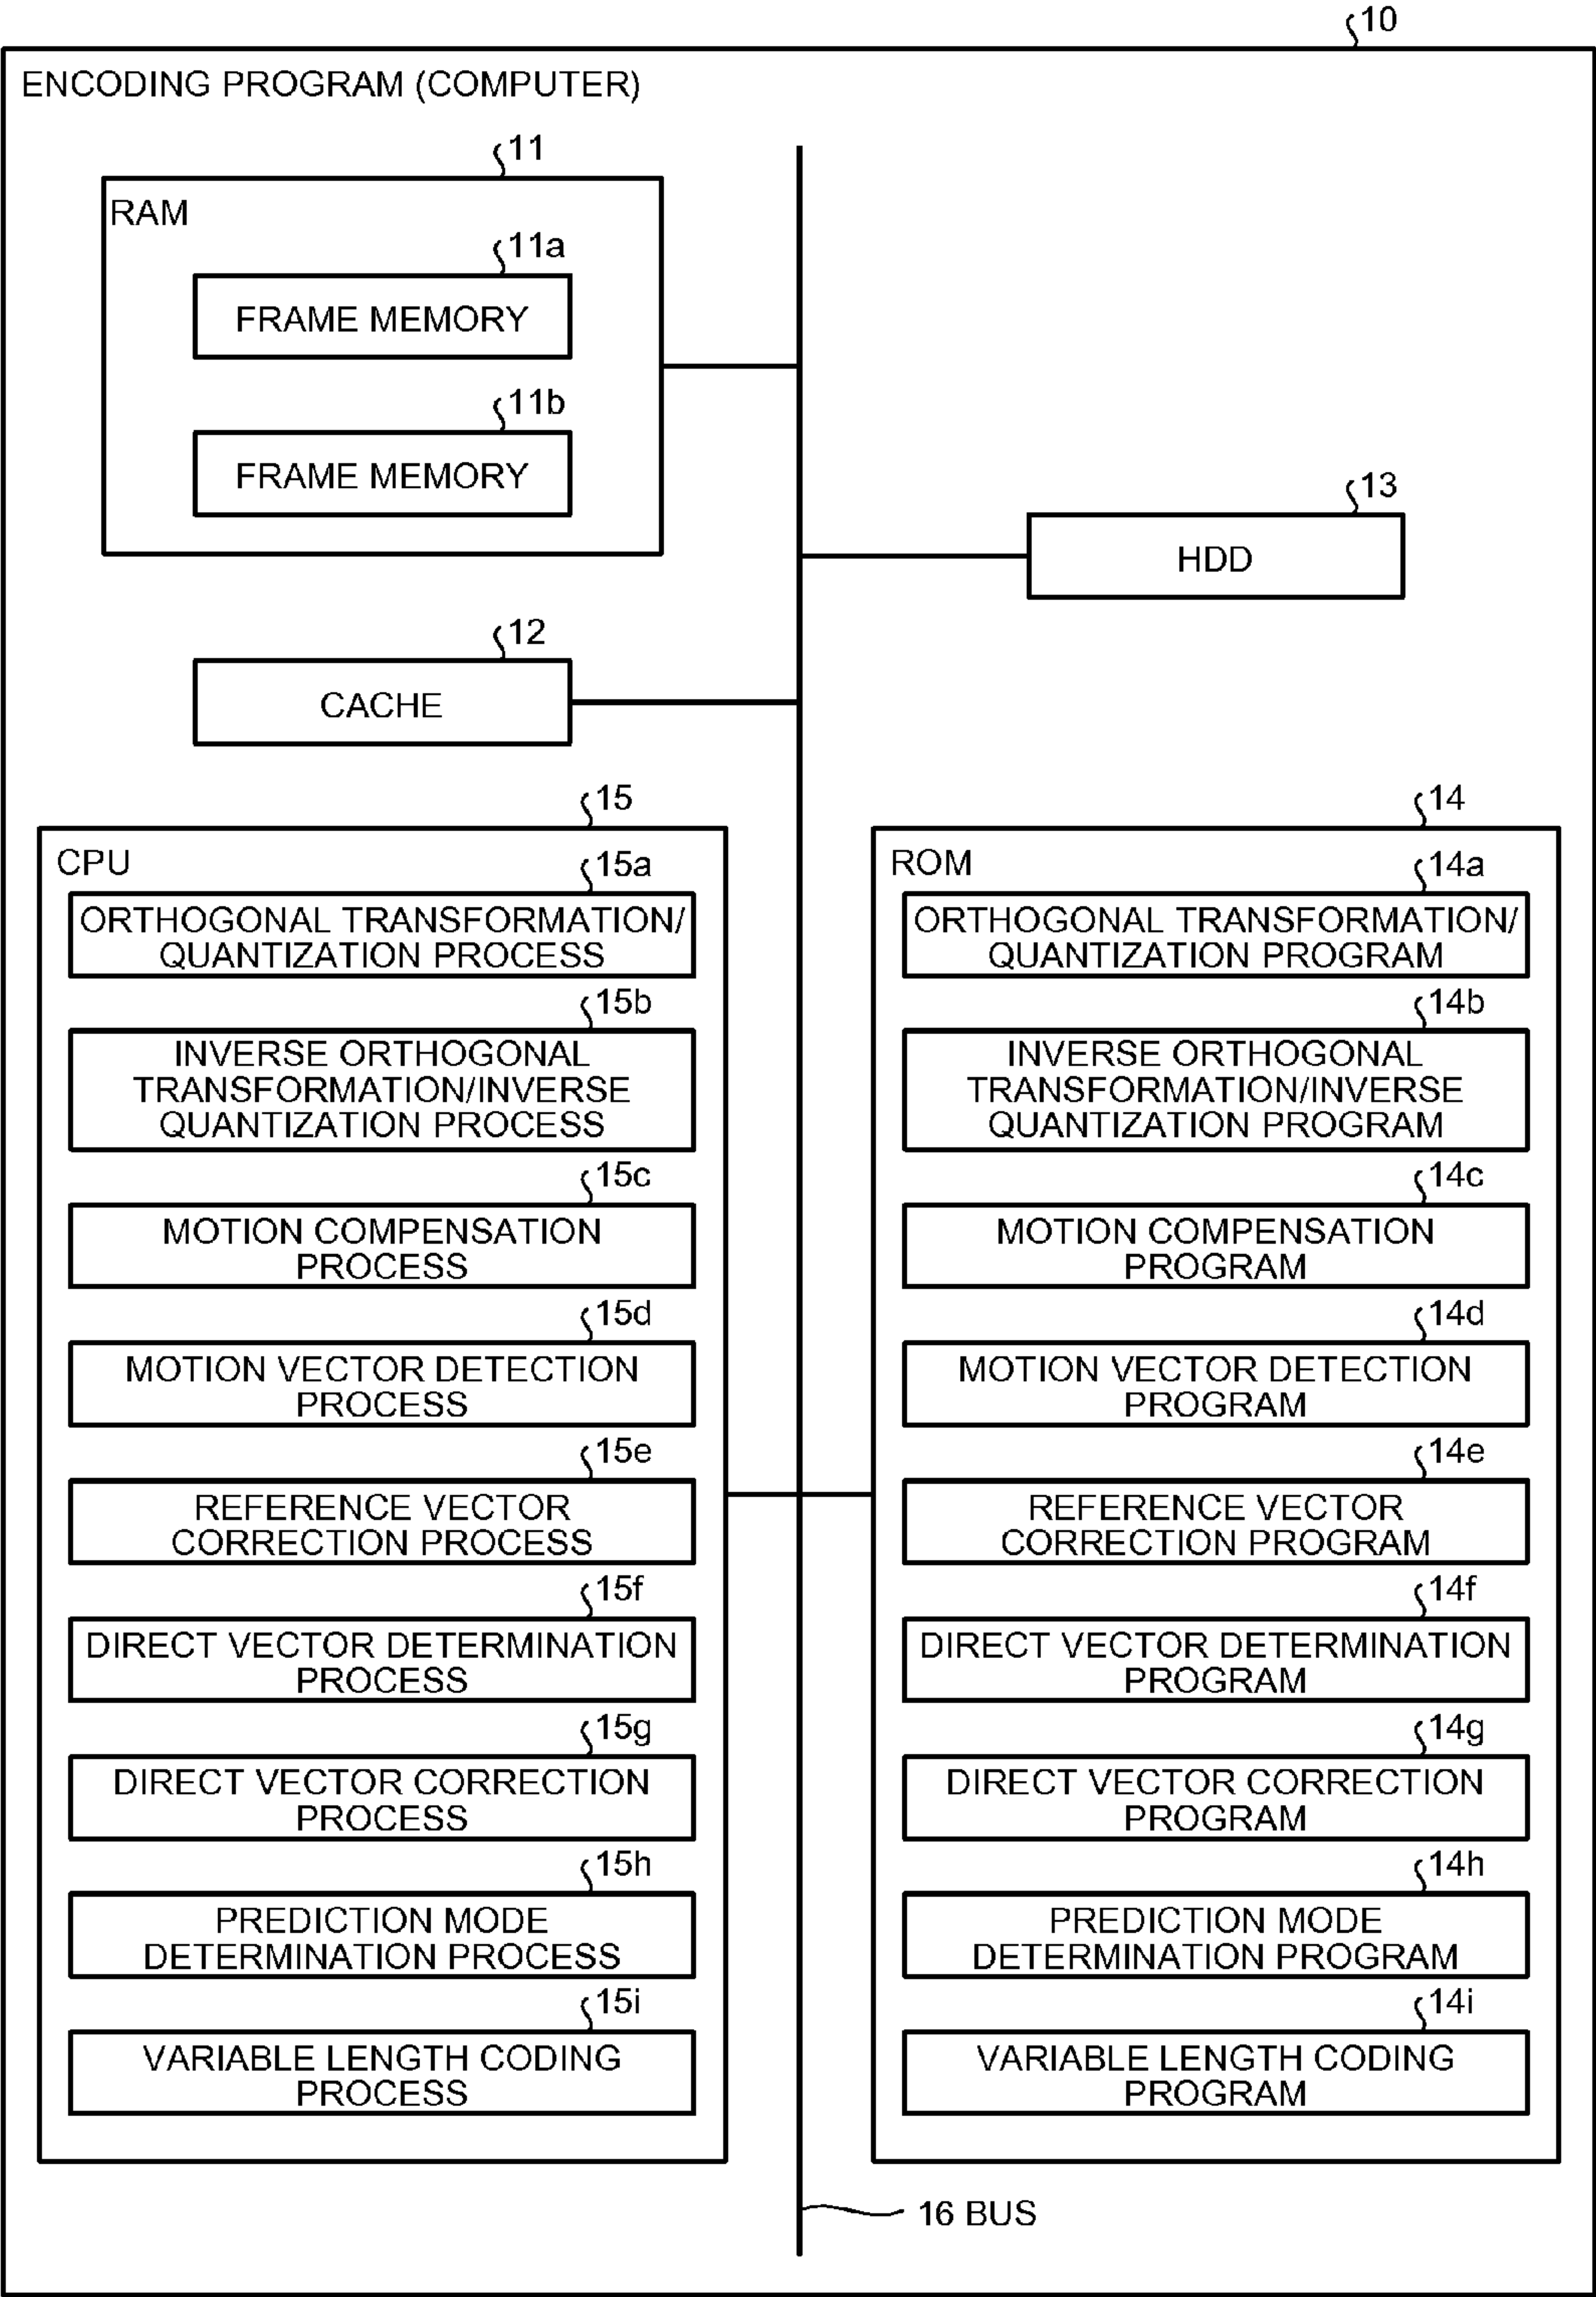 10
ENCODING PROGRAM (COMPUTER)
11
RAM
11a
FRAME MEMORY
11b
FRAME MEMORY
13
HDD
12
CACHE
15
CPU
15a
ORTHOGONAL TRANSFORMATION/
QUANTIZATION PROCESS
15b
INVERSE ORTHOGONAL
TRANSFORMATION/INVERSE
QUANTIZATION PROCESS
15c
MOTION COMPENSATION
PROCESS
15d
MOTION VECTOR DETECTION
PROCESS
15e
REFERENCE VECTOR
CORRECTION PROCESS
15f
DIRECT VECTOR DETERMINATION
PROCESS
15g
DIRECT VECTOR CORRECTION
PROCESS
15h
PREDICTION MODE
DETERMINATION PROCESS
15i
VARIABLE LENGTH CODING
PROCESS
14
ROM
14a
ORTHOGONAL TRANSFORMATION/
QUANTIZATION PROGRAM
14b
INVERSE ORTHOGONAL
TRANSFORMATION/INVERSE
QUANTIZATION PROGRAM
14c
MOTION COMPENSATION
PROGRAM
14d
MOTION VECTOR DETECTION
PROGRAM
14e
REFERENCE VECTOR
CORRECTION PROGRAM
14f
DIRECT VECTOR DETERMINATION
PROGRAM
14g
DIRECT VECTOR CORRECTION
PROGRAM
14h
PREDICTION MODE
DETERMINATION PROGRAM
14i
VARIABLE LENGTH CODING
PROGRAM
16 BUS